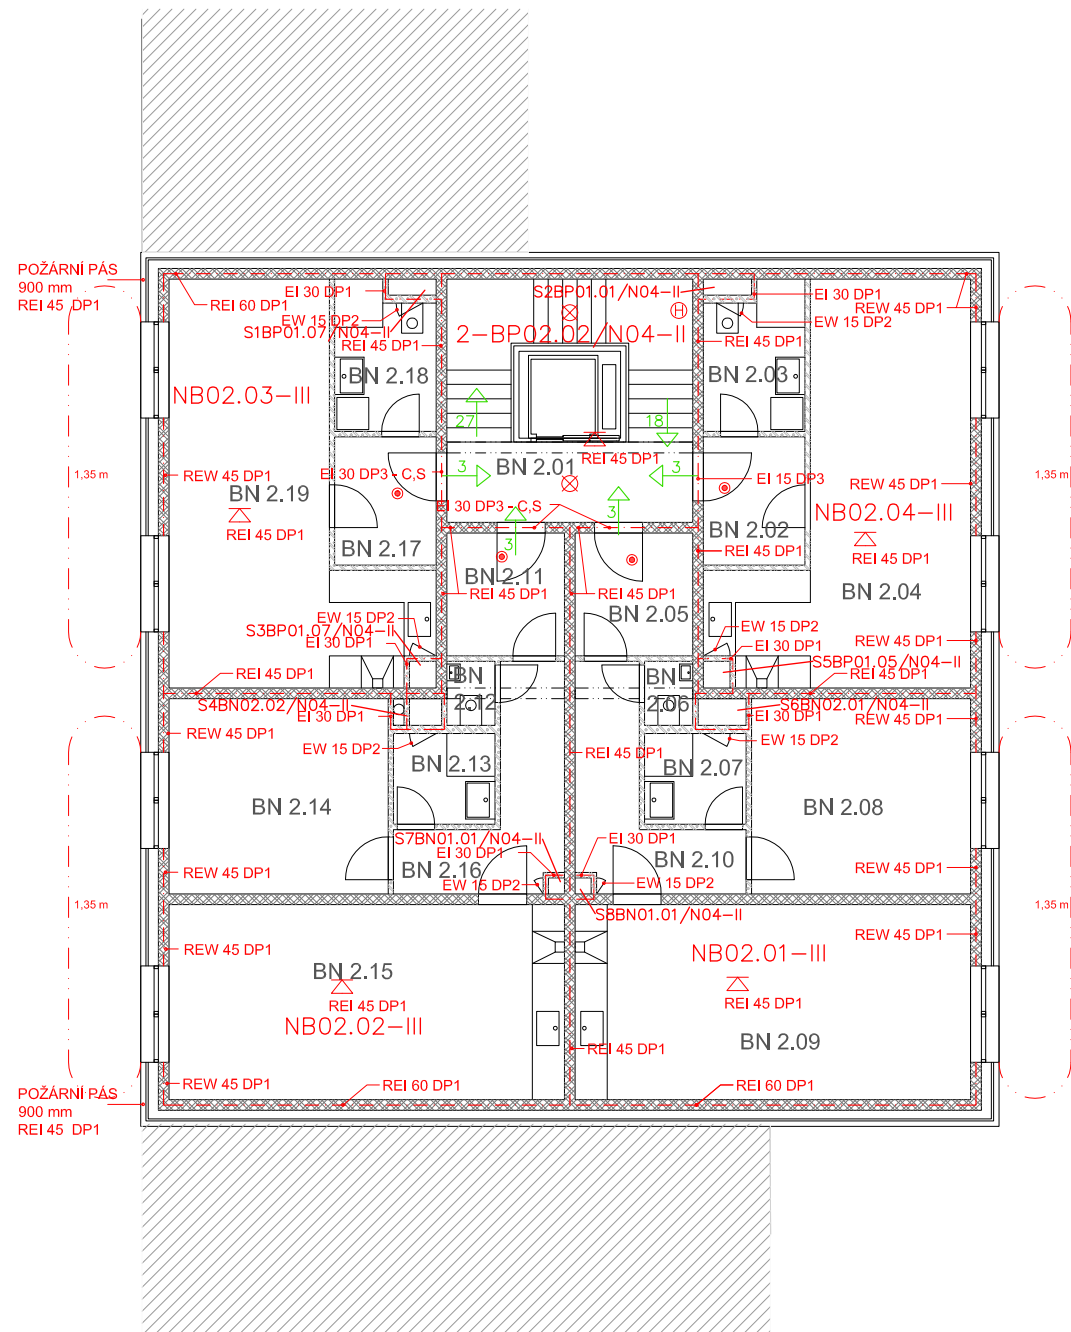 POŽÁRNÍ PÁS
900 mm
REI 45 DP1
REI 60 DP1
EI 30 DP1
EW 15 DP2
S1BP01.07/N04-II
REI 45 DP1
S2BP01.01/N04-II
H
2-BP02.02/N04-II
EI 30 DP1
REW 45 DP1
EW 15 DP2
REI 45 DP1
BN 2.18
BN 2.03
NB02.03-III
27
18
1,35 m
REW 45 DP1
BN 2.19
REI 45 DP1
EI 30 DP3 - C,S
3
BN 2.01
REI 45 DP1
3
EI 15 DP3
REW 45 DP1
1,35 m
EI 30 DP3 - C,S
3
3
NB02.04-III
REI 45 DP1
BN 2.17
BN 2.02
REI 45 DP1
BN 2.11
REI 45 DP1
REI 45 DP1
BN 2.05
BN 2.04
EW 15 DP2
S3BP01.07/N04-II
EI 30 DP1
EW 15 DP2
EI 30 DP1
REW 45 DP1
S5BP01.05/N04-II
REI 45 DP1
REI 45 DP1
BN 2.12
BN 2.06
S4BN02.02/N04-II
EI 30 DP1
S6BN02.01/N04-II
EI 30 DP1
REW 45 DP1
REW 45 DP1
EW 15 DP2
EW 15 DP2
REI 45 DP1
BN 2.13
BN 2.07
BN 2.14
BN 2.08
S7BN01.01/N04-II
EI 30 DP1
EW 15 DP2
BN 2.16
EI 30 DP1
BN 2.10
EW 15 DP2
S8BN01.01/N04-II
REW 45 DP1
REW 45 DP1
1,35 m
1,35 m
REW 45 DP1
REW 45 DP1
BN 2.15
REI 45 DP1
NB02.02-III
NB02.01-III
REI 45 DP1
BN 2.09
REI 45 DP1
REW 45 DP1
REI 60 DP1
REI 60 DP1
POŽÁRNÍ PÁS
900 mm
REI 45 DP1